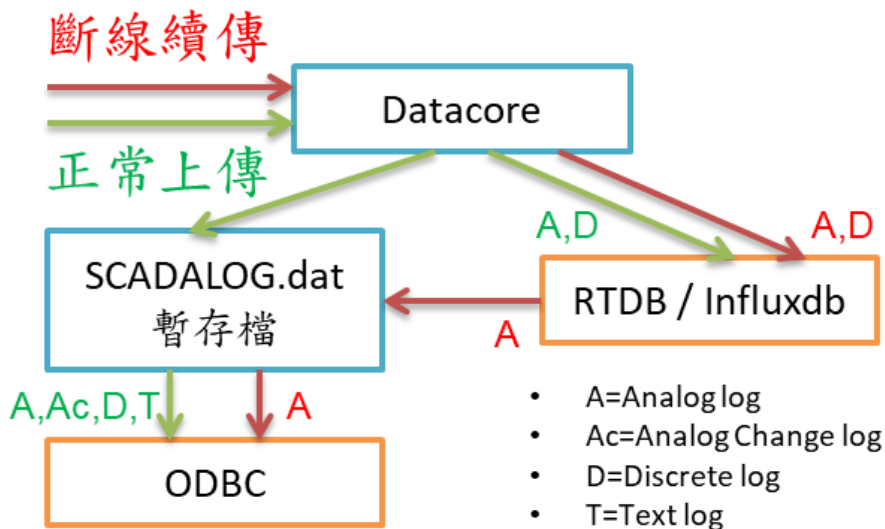 斷線續傳
Datacore
正常上傳
A,D
A,D
SCADALOG.dat
暫存檔
RTDB / Influxdb
A
A,Ac,D,T
A
ODBC
• A=Analog log
• Ac=Analog Change log
• D=Discrete log
• T=Text log